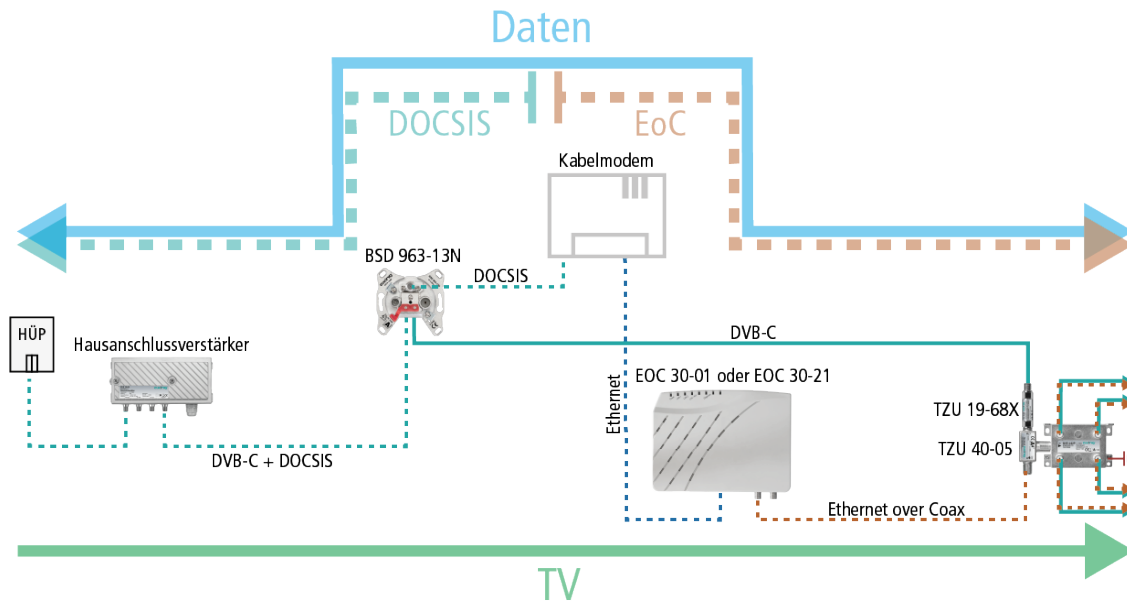 Daten
DOCSIS
EoC
Kabelmodem
BSD 963-13N
DOCSIS
HÜP
Hausanschlussverstärker
DVB-C
EOC 30-01 oder EOC 30-21
Ethernet
TZU 19-68X
TZU 40-05
DVB-C + DOCSIS
Ethernet over Coax
TV